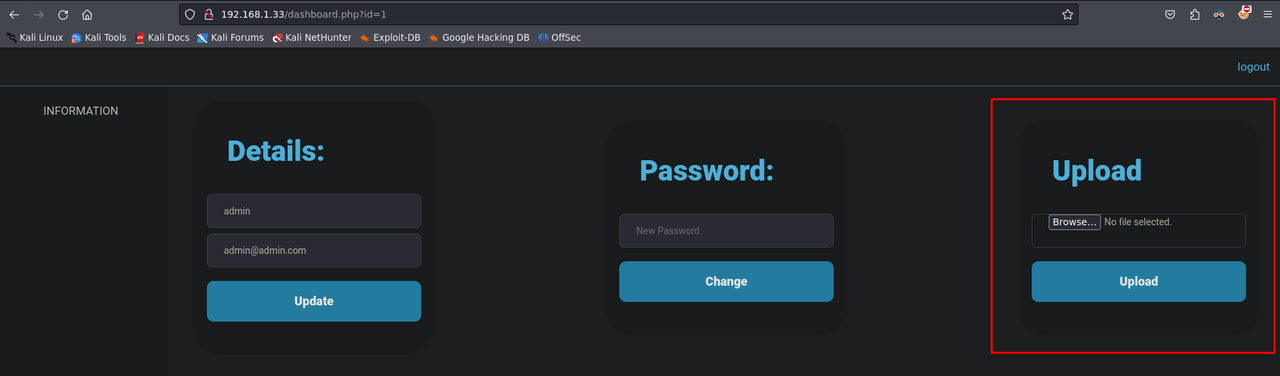 192.168.1.33/dashboard.php?id=1
Kali Linux Kali Tools Kali Docs Kali Forums Kali NetHunter Exploit-DB Google Hacking DB OffSec
logout
INFORMATION
Details:
admin
admin@admin.com
Update
Password:
New Password
Change
Upload
Browse... No file selected.
Upload